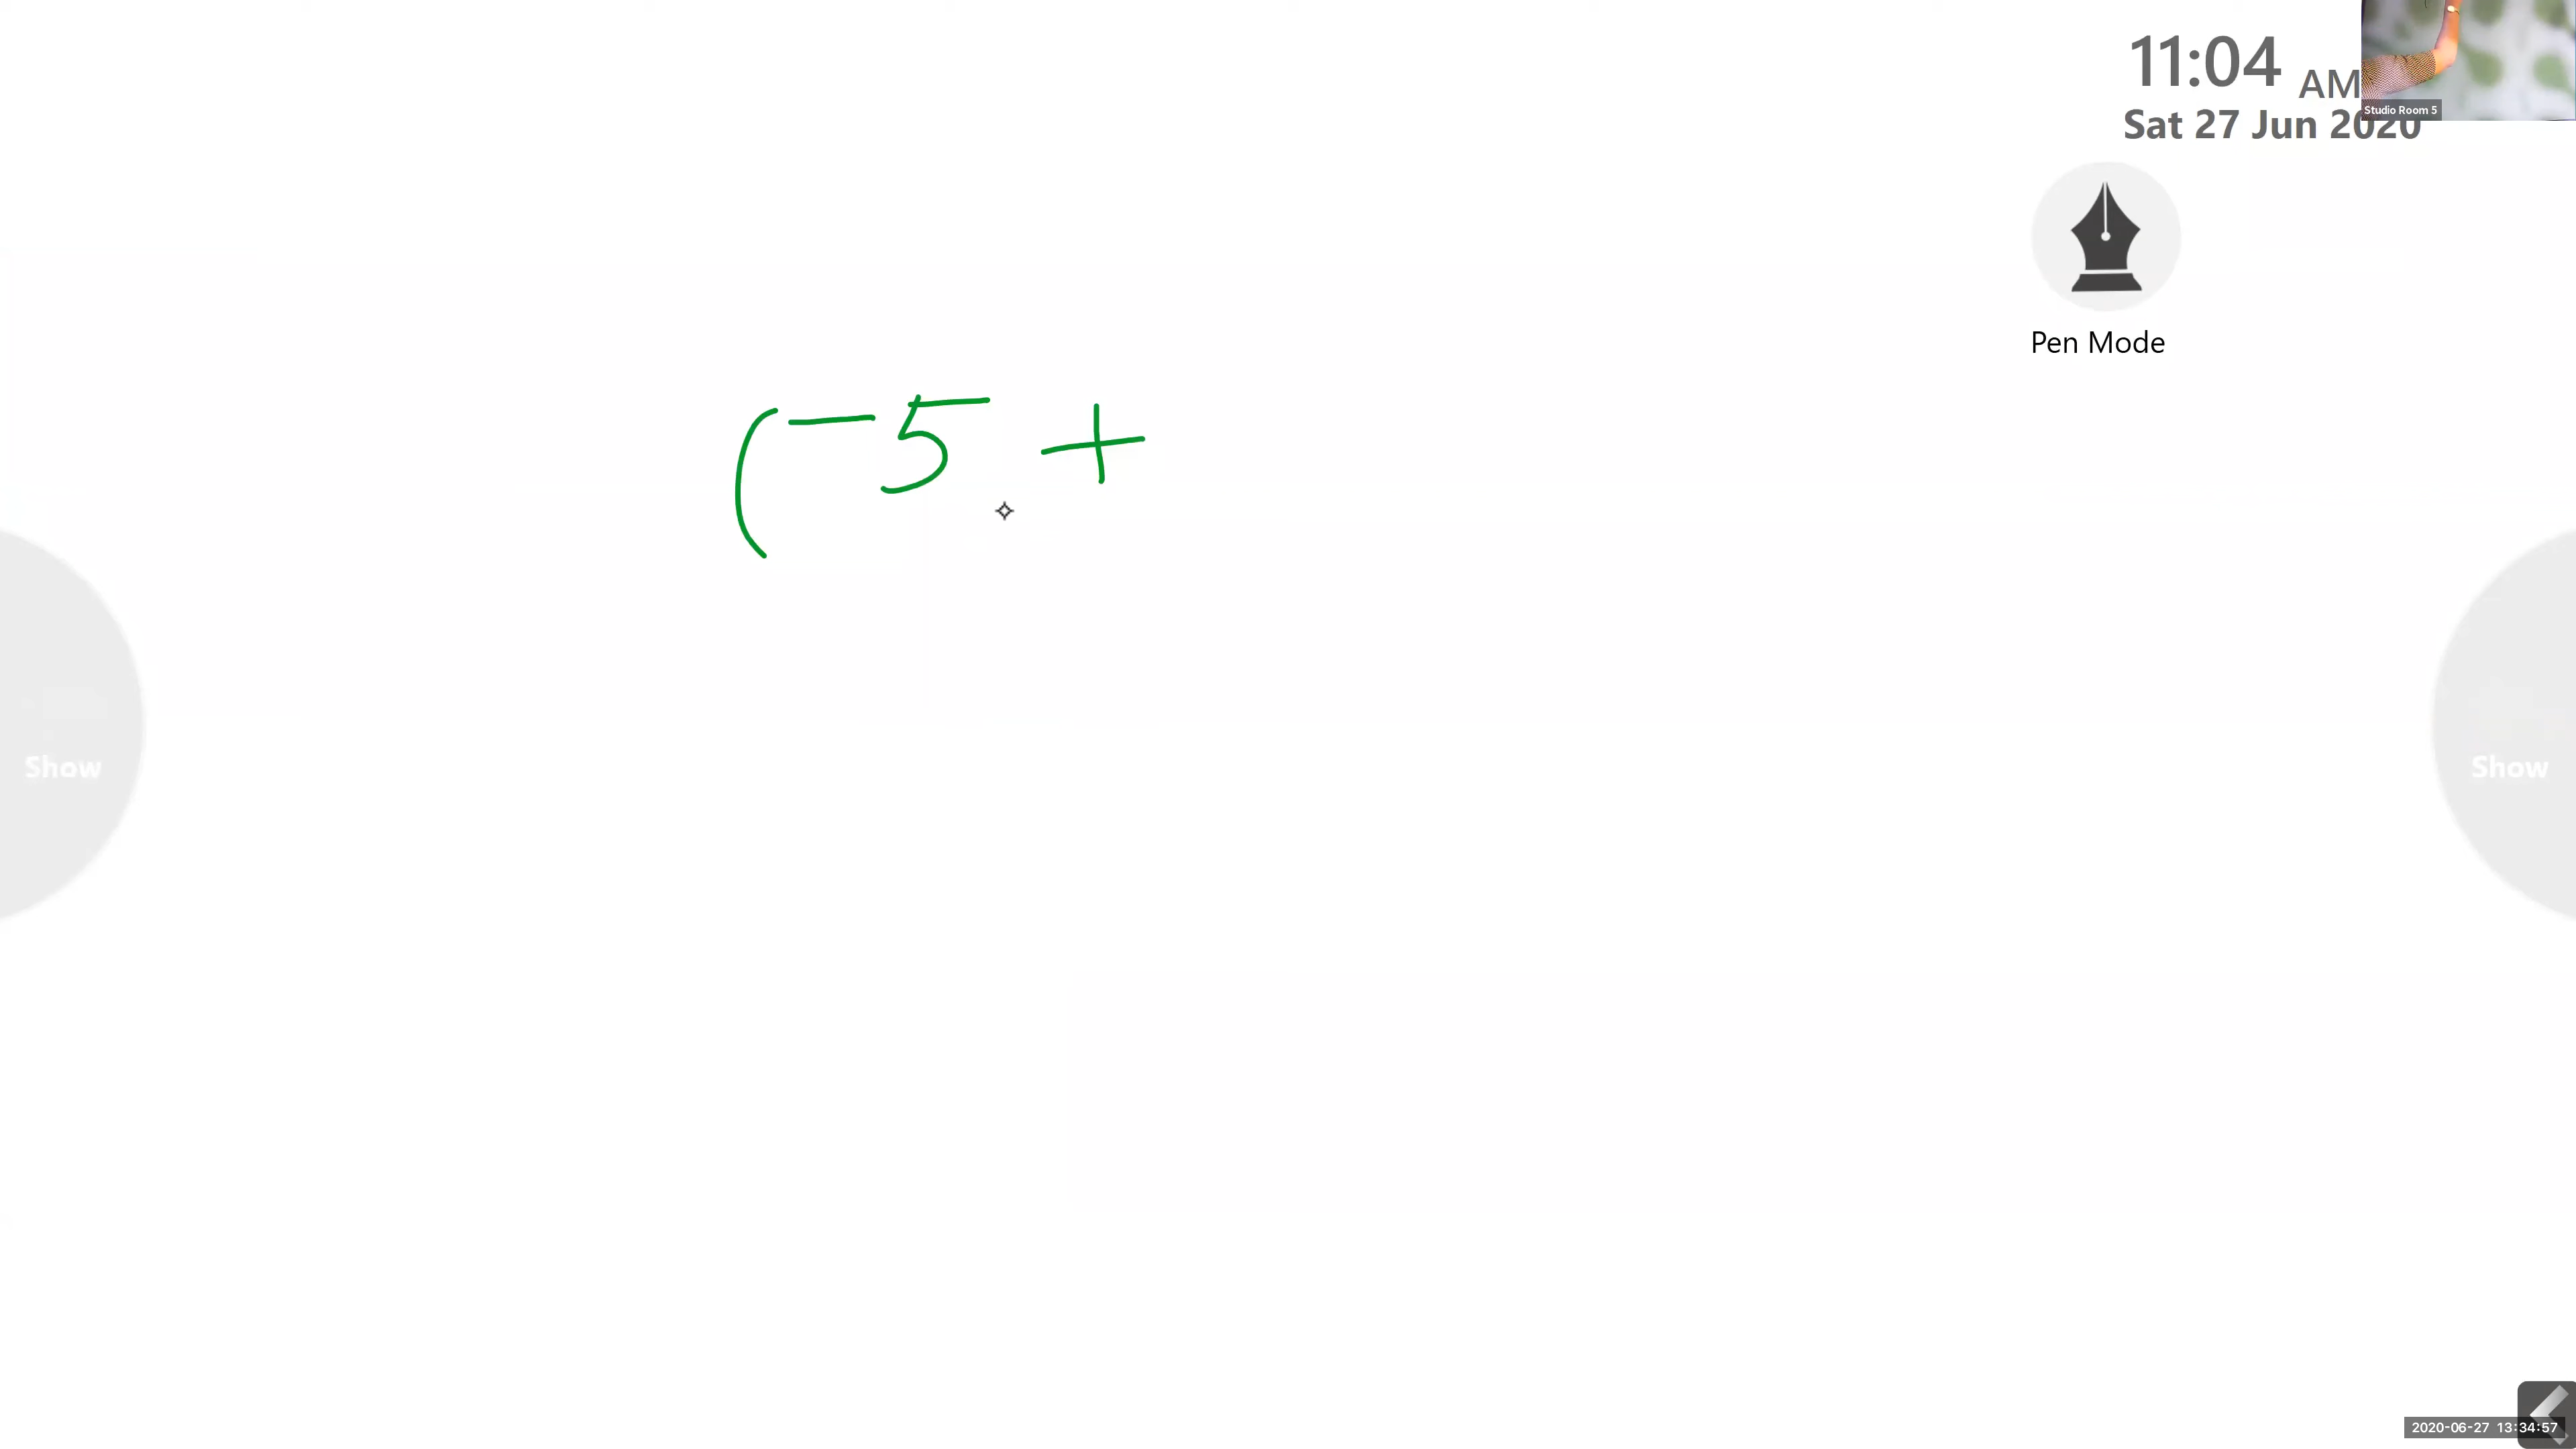 11:04 AM
Studio Room 5
Sat 27 Jun 2020
Pen Mode
(-5 +
Show
Show
2020-06-27 13:34:57